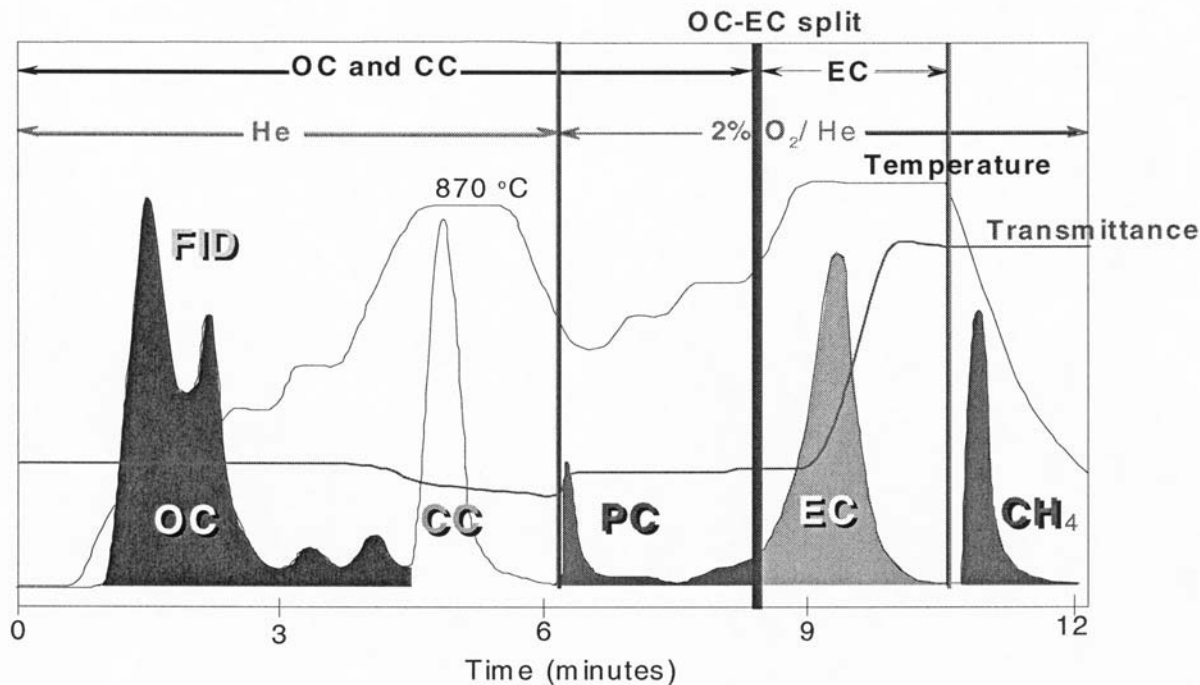 OC-EC split
OC and CC
EC
He
2% O₂/ He
Temperature
870 °C
Transmittance
FID
OC
CC
PC
EC
CH₄
0
3
6
9
12
Time (minutes)